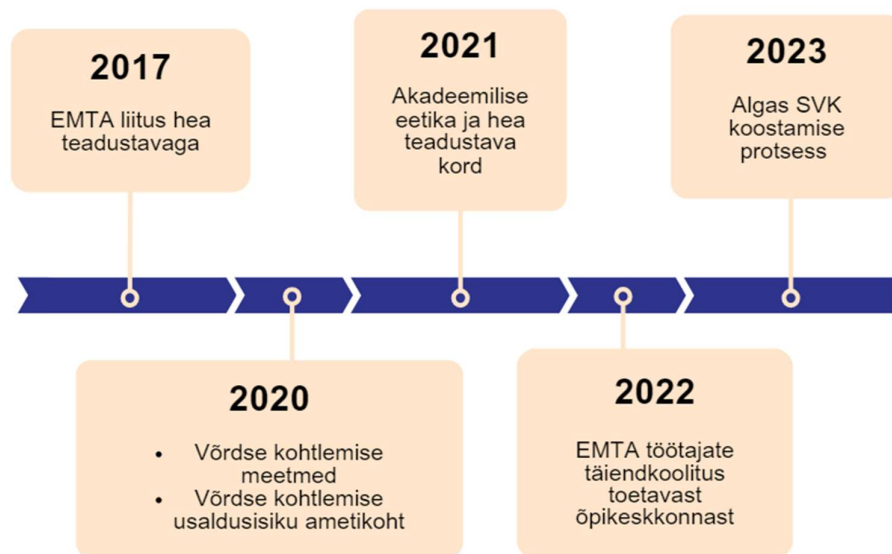 2017
EMTA liitus hea
teadustavaga
2021
Akadeemilise
eetika ja hea
teadustava
kord
2023
Algas SVK
koostamise
protsess
2020
• Võrdse kohtlemise
meetmed
• Võrdse kohtlemise
usaldusisiku ametikoht
2022
EMTA töötajate
täiendkoolitus
toetavast
õpikeskkonnast